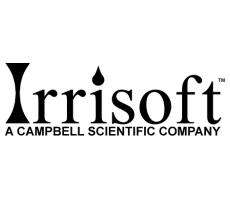 Irrisoft™
A CAMPBELL SCIENTIFIC COMPANY